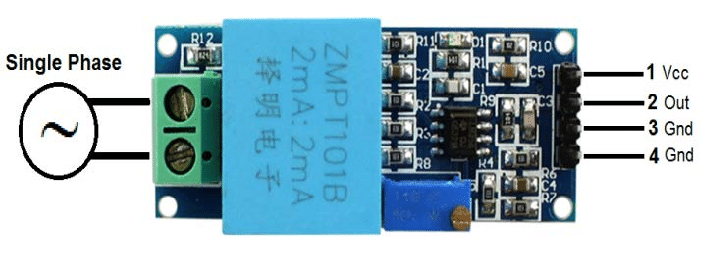 Single Phase
R12
ZMPT101B
2mA:2mA
择明电子
R11
D1
R10
C2
R1
C5
C1
R2
R9
C3
R3
R8
R4
R6
C4
R7
1 Vcc
2 Out
3 Gnd
4 Gnd